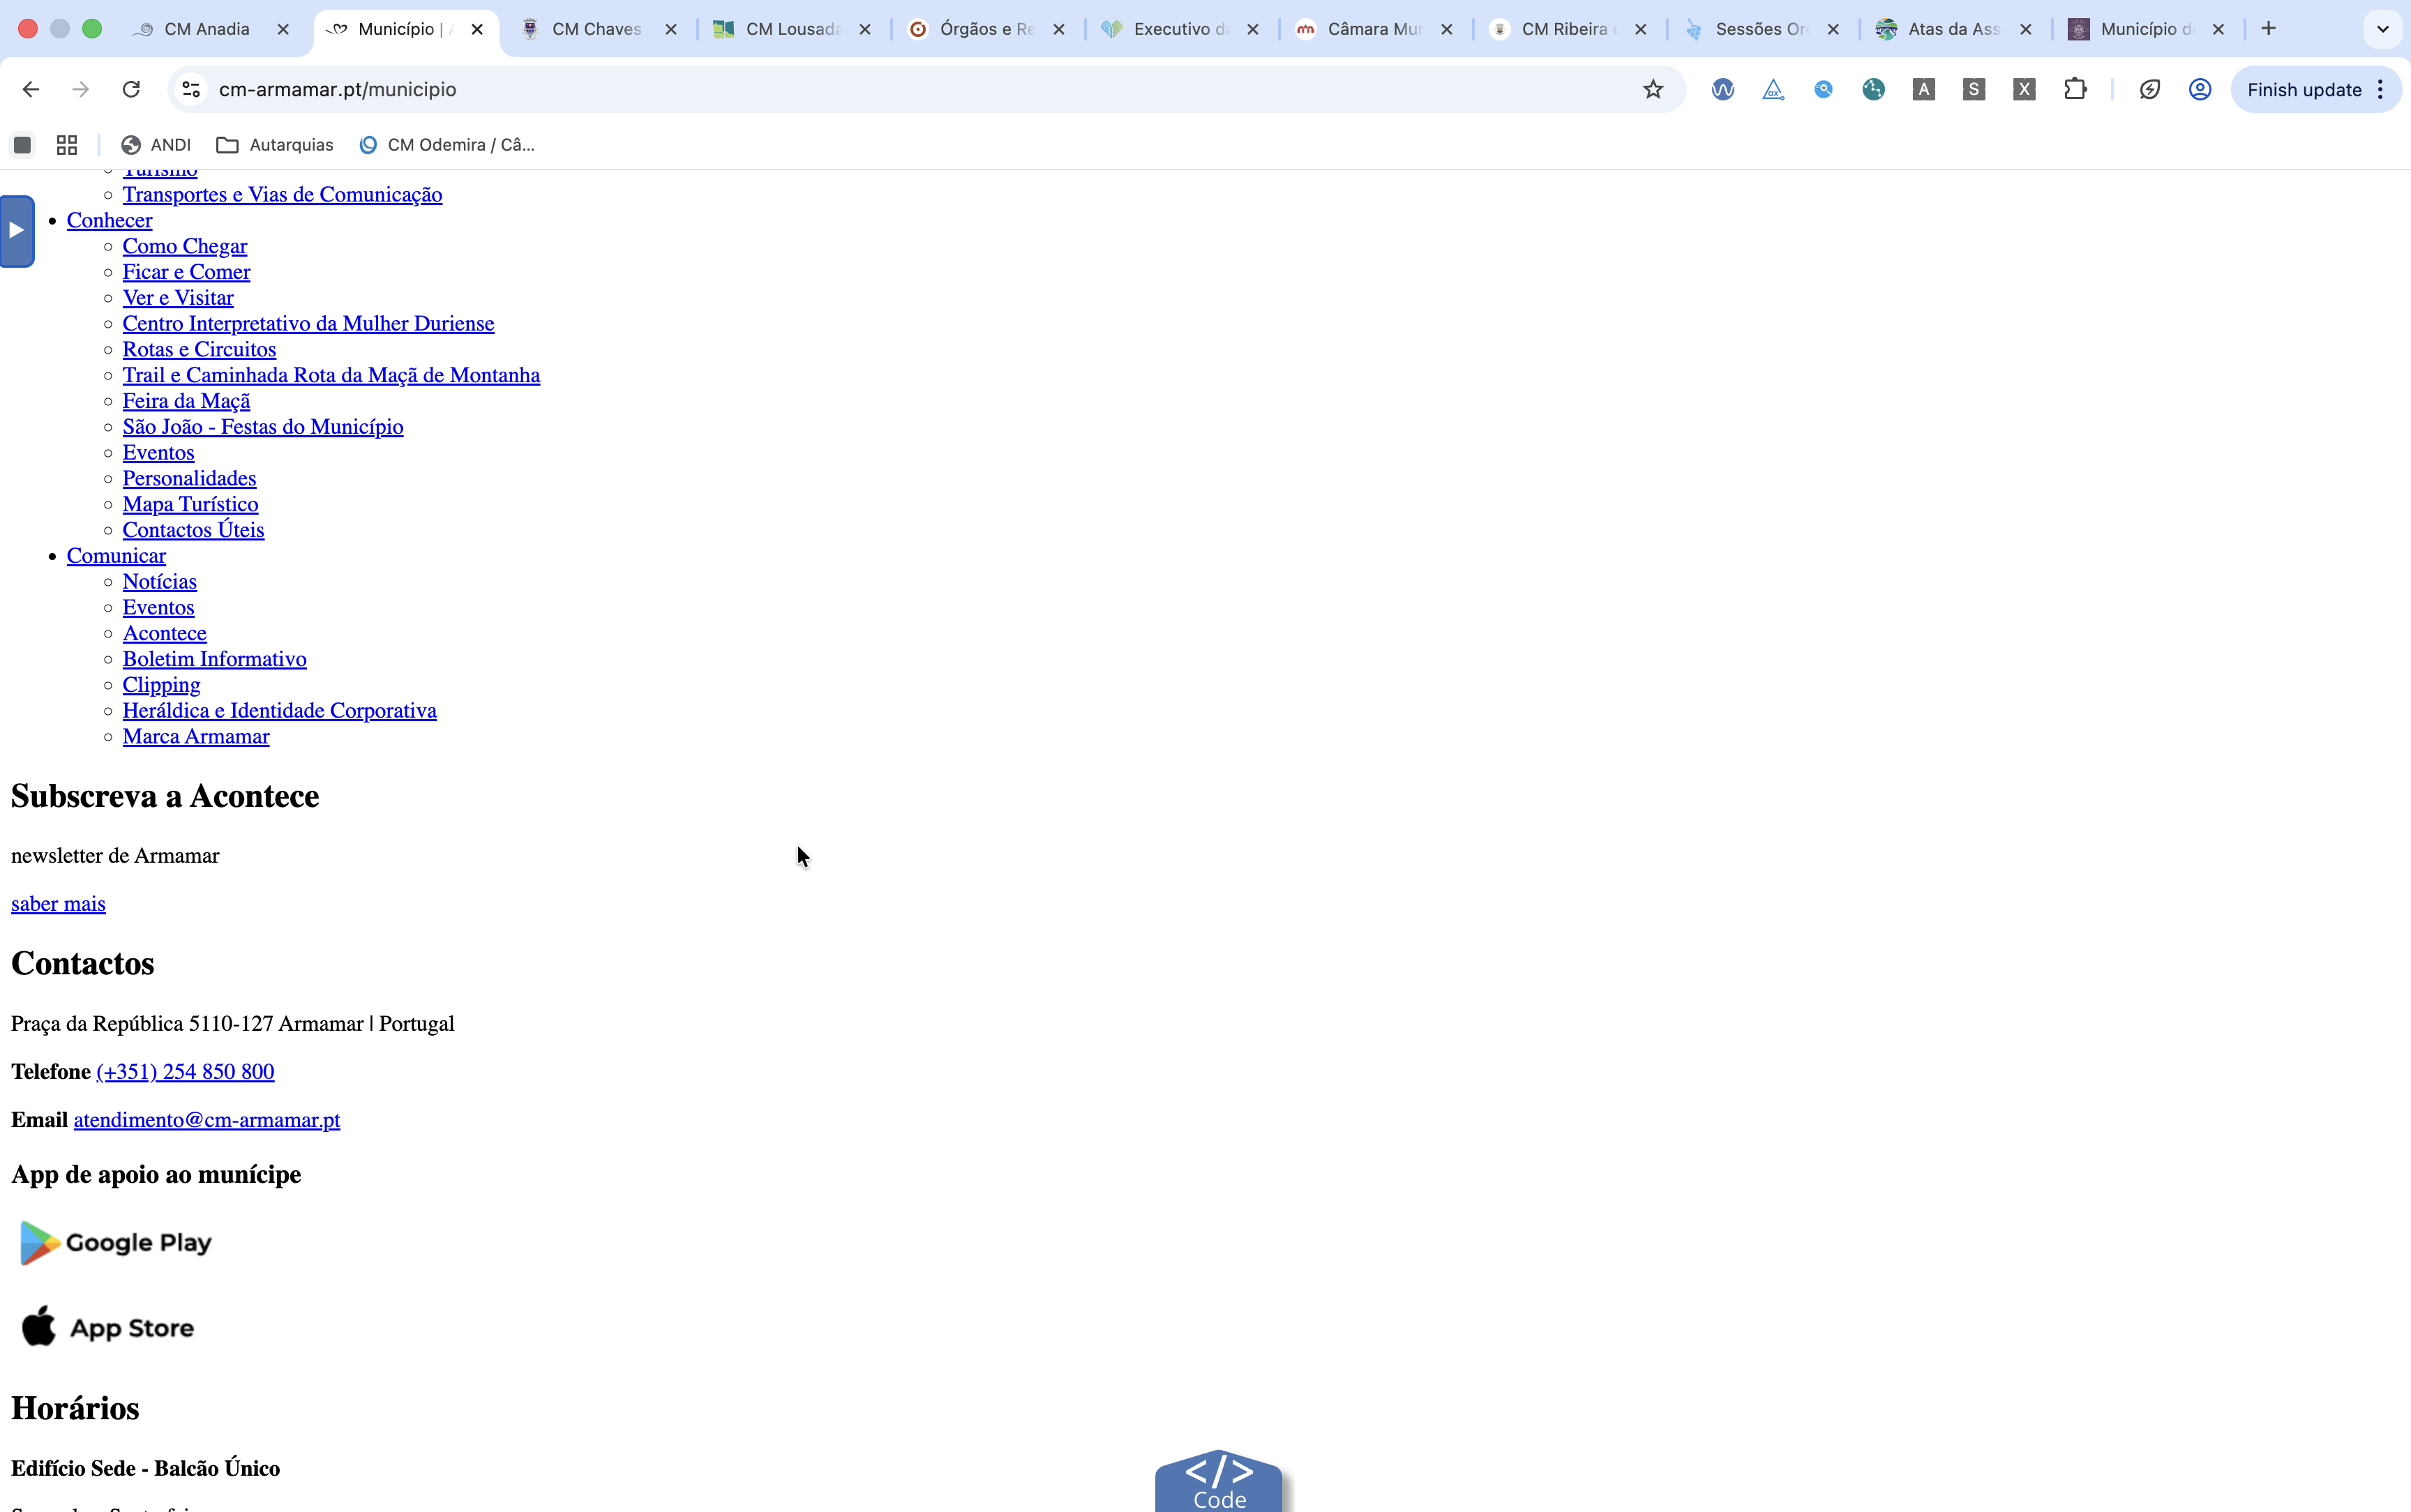 CM Anadia
Município |
CM Chaves
CM Lousada
Órgãos e Re
Executivo d
Câmara Mun
CM Ribeira
Sessões Or
Atas da Ass
Município d
cm-armamar.pt/municipio
Finish update
ANDI
Autarquias
CM Odemira / Câ...
Turismo
Transportes e Vias de Comunicação
Conhecer
Como Chegar
Ficar e Comer
Ver e Visitar
Centro Interpretativo da Mulher Duriense
Rotas e Circuitos
Trail e Caminhada Rota da Maçã de Montanha
Feira da Maçã
São João - Festas do Município
Eventos
Personalidades
Mapa Turístico
Contactos Úteis
Comunicar
Notícias
Eventos
Acontece
Boletim Informativo
Clipping
Heráldica e Identidade Corporativa
Marca Armamar
Subscreva a Acontece
newsletter de Armamar
saber mais
Contactos
Praça da República 5110-127 Armamar | Portugal
Telefone (+351) 254 850 800
Email atendimento@cm-armamar.pt
App de apoio ao munícipe
Google Play
App Store
Horários
Edifício Sede - Balcão Único
</> Code